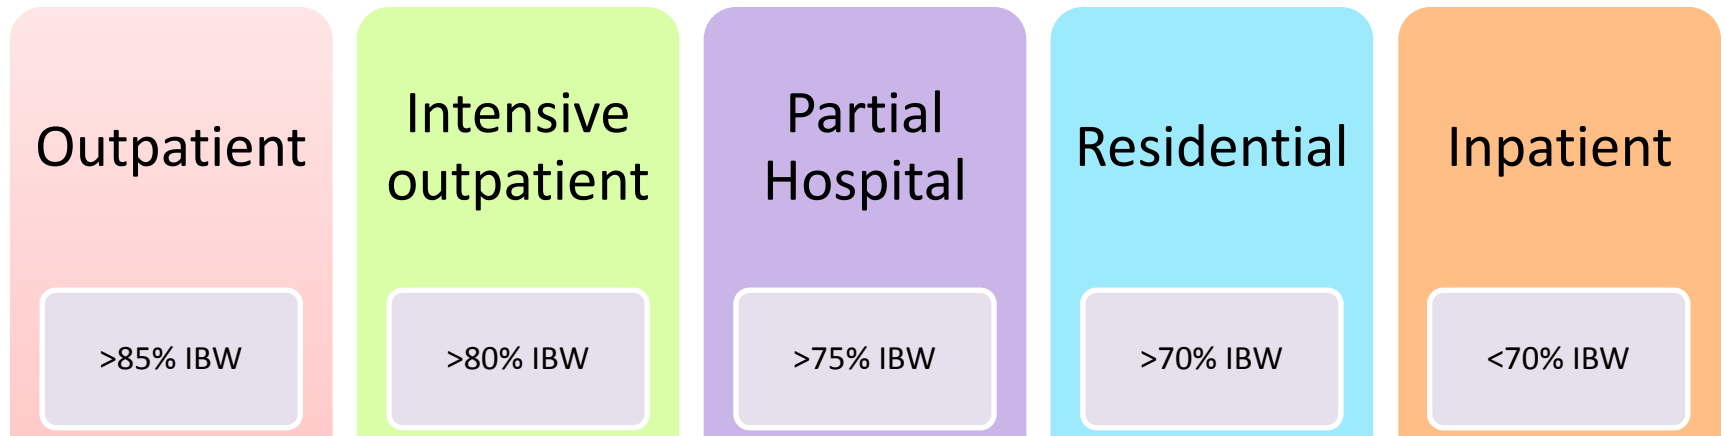 Outpatient
>85% IBW
Intensive
outpatient
>80% IBW
Partial
Hospital
>75% IBW
Residential
>70% IBW
Inpatient
<70% IBW